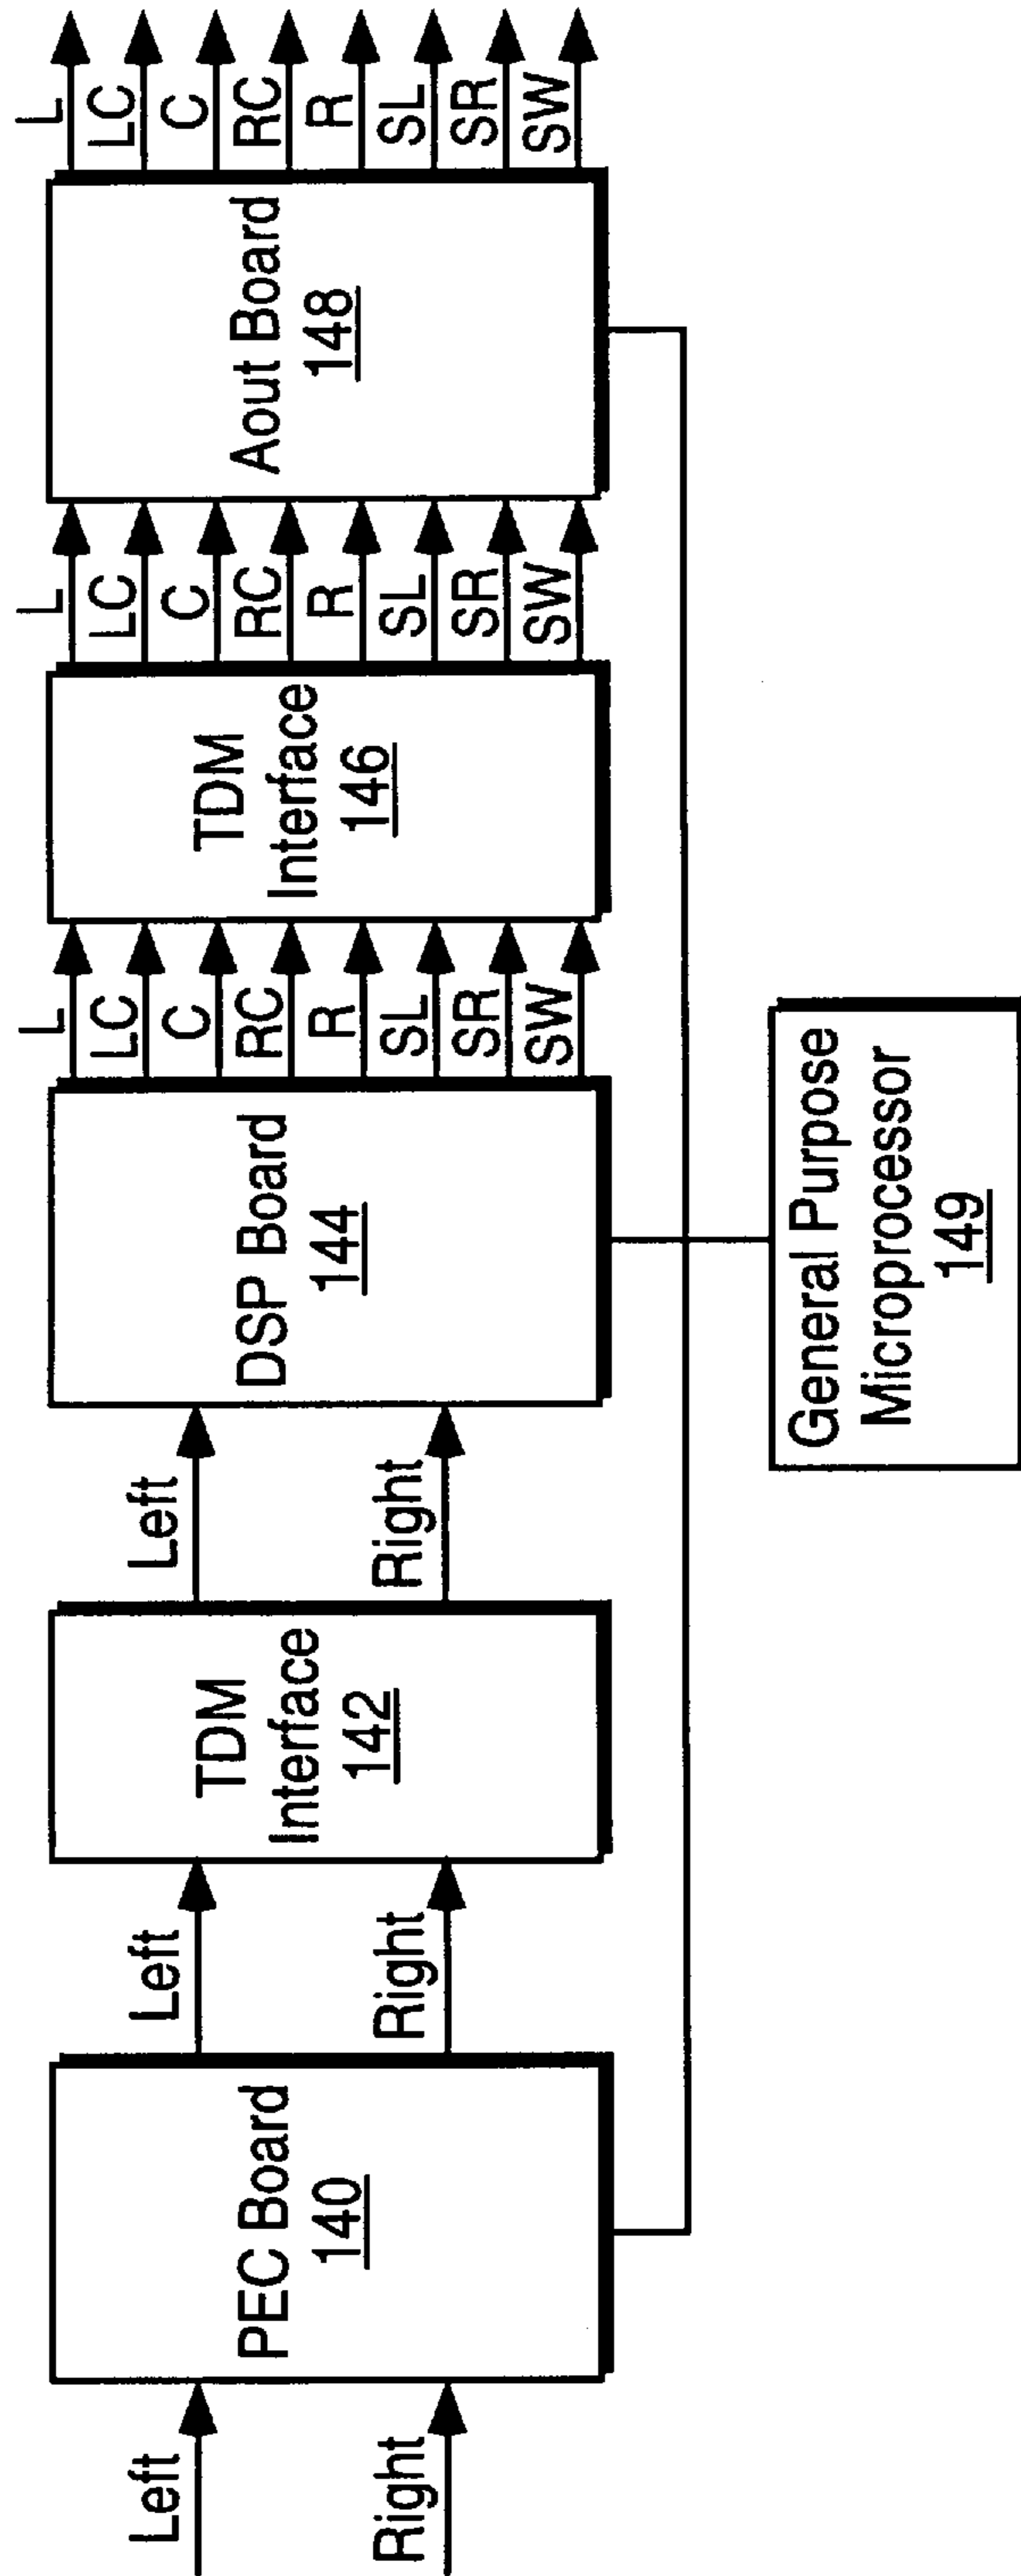 Left
Right
PEC Board
140
Left
Right
TDM
Interface
142
Left
Right
DSP Board
144
L
LC
C
RC
R
SL
SR
SW
TDM
Interface
146
L
LC
C
RC
R
SL
SR
SW
Aout Board
148
L
LC
C
RC
R
SL
SR
SW
General Purpose
Microprocessor
149